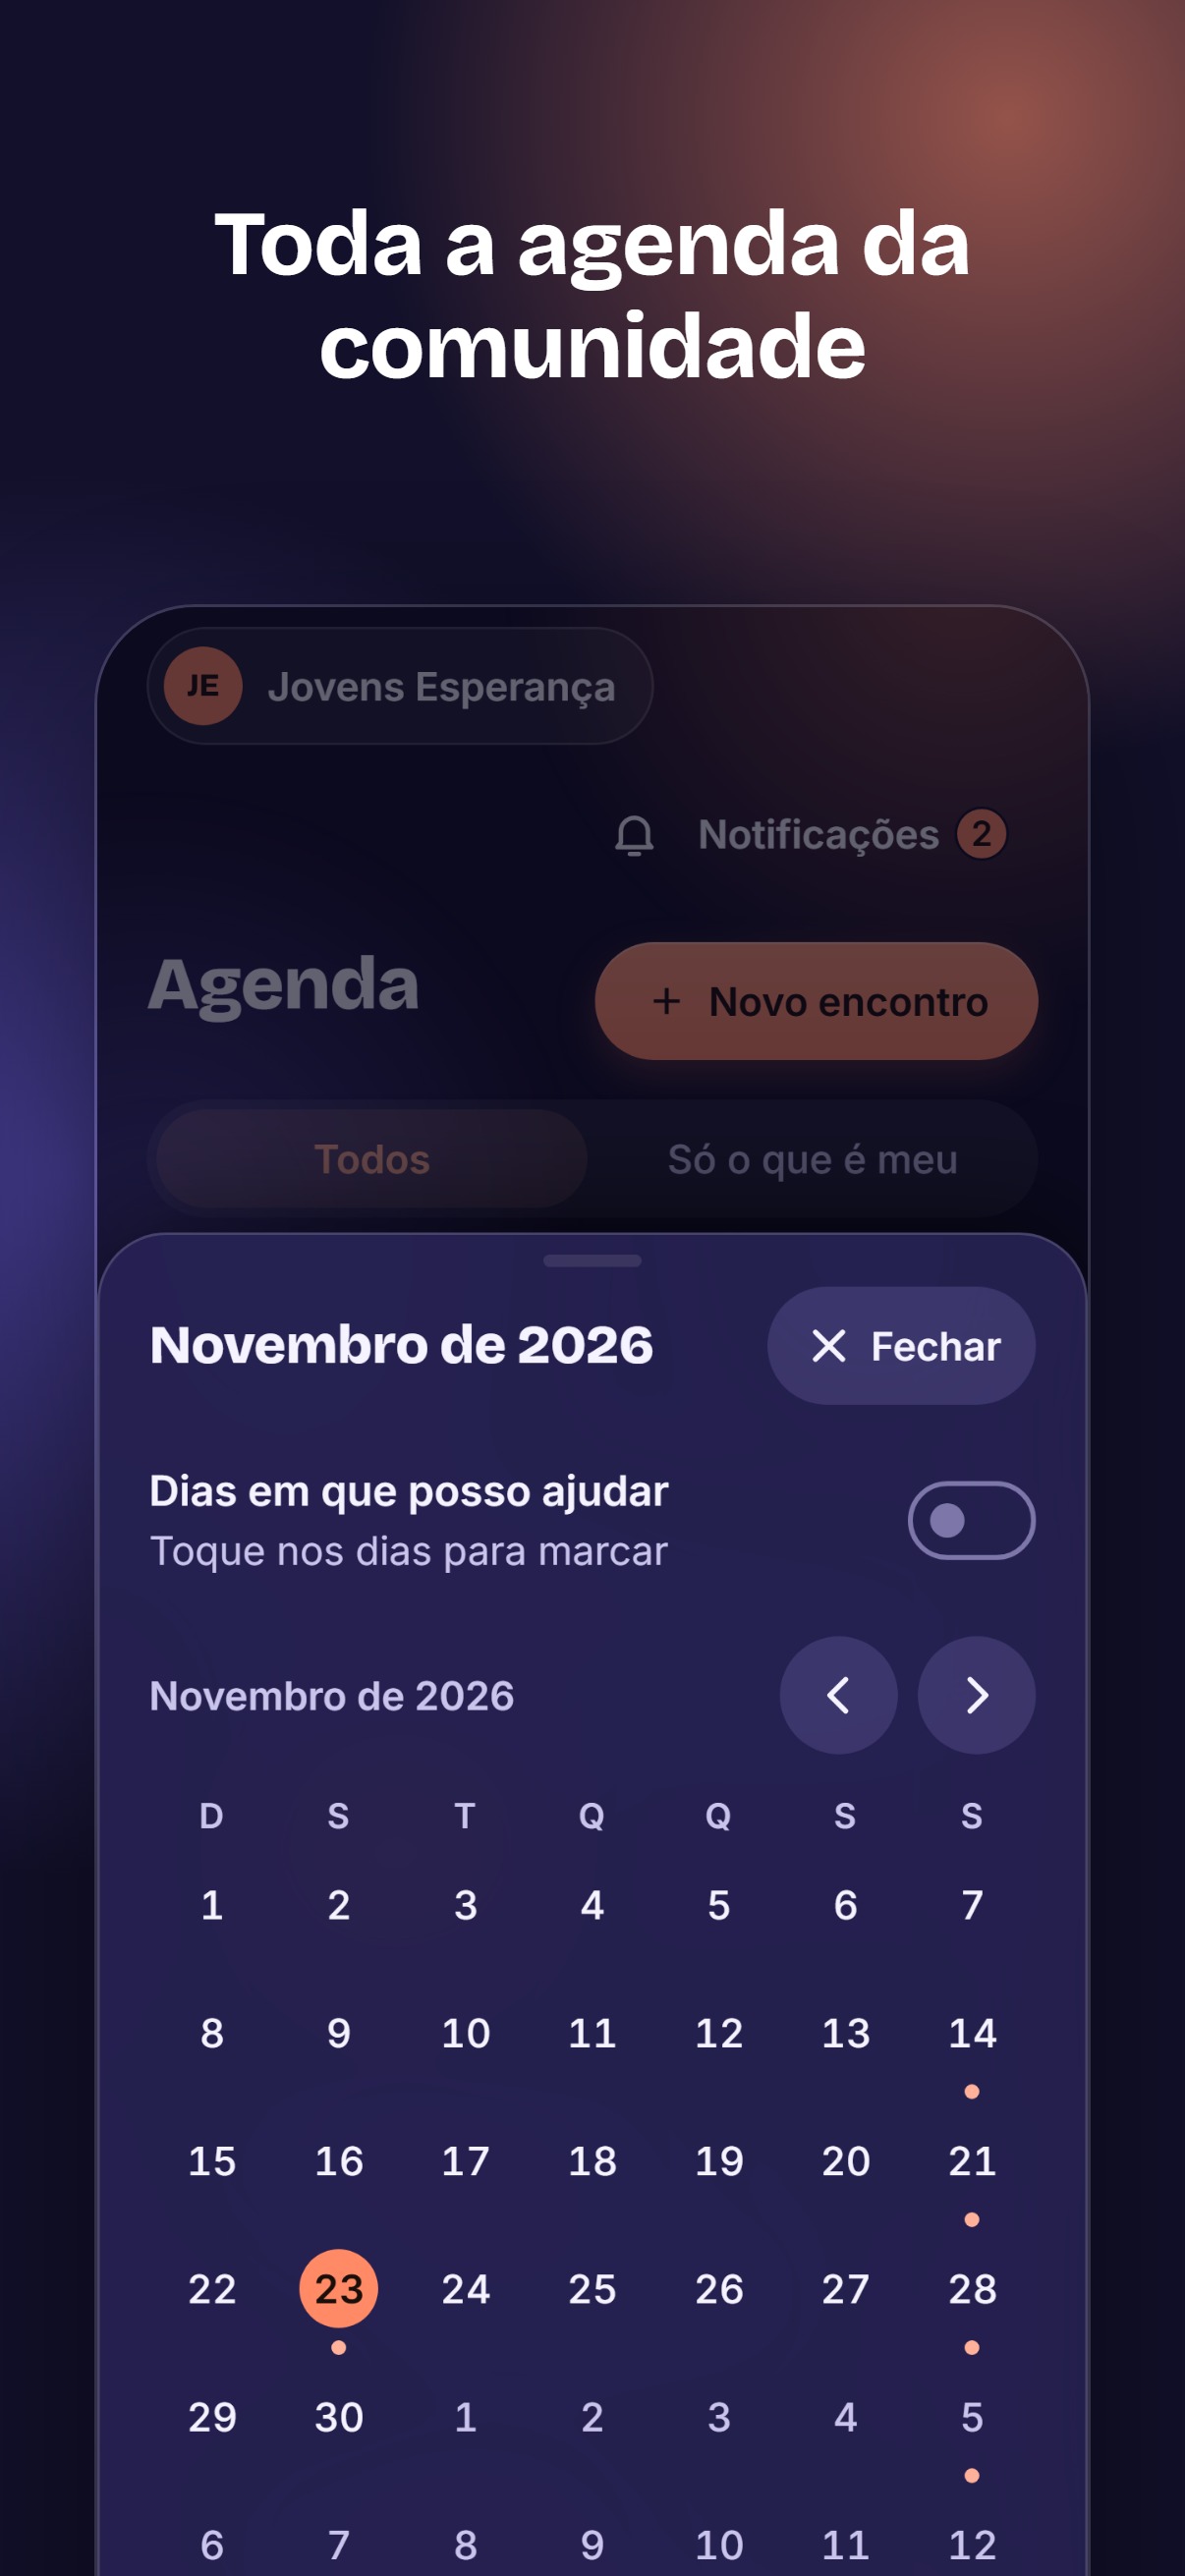 Toda a agenda da
comunidade
JE Jovens Esperança
Notificações 2
Agenda
+ Novo encontro
Todos Só o que é meu
Novembro de 2026
Fechar
Dias em que posso ajudar
Toque nos dias para marcar
Novembro de 2026
D S T Q Q S S
1 2 3 4 5 6 7
8 9 10 11 12 13 14
15 16 17 18 19 20 21
22 23 24 25 26 27 28
29 30 1 2 3 4 5
6 7 8 9 10 11 12